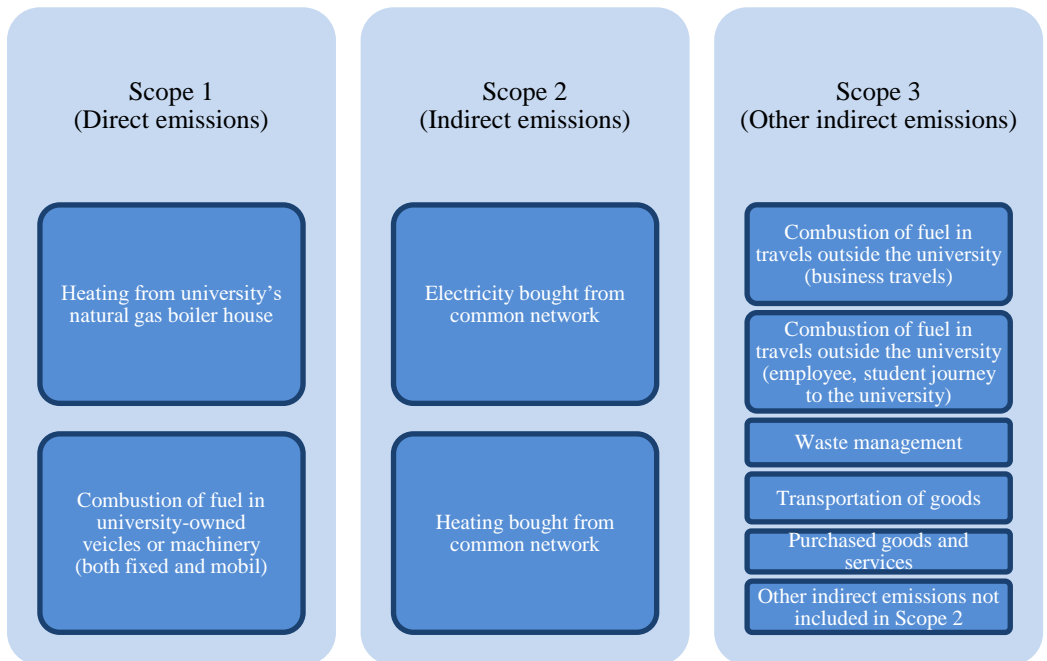 Scope 1
(Direct emissions)
Heating from university’s
natural gas boiler house
Combustion of fuel in
university-owned
veicles or machinery
(both fixed and mobil)
Scope 2
(Indirect emissions)
Electricity bought from
common network
Heating bought from
common network
Scope 3
(Other indirect emissions)
Combustion of fuel in
travels outside the university
(business travels)
Combustion of fuel in
travels outside the university
(employee, student journey
to the university)
Waste management
Transportation of goods
Purchased goods and
services
Other indirect emissions not
included in Scope 2